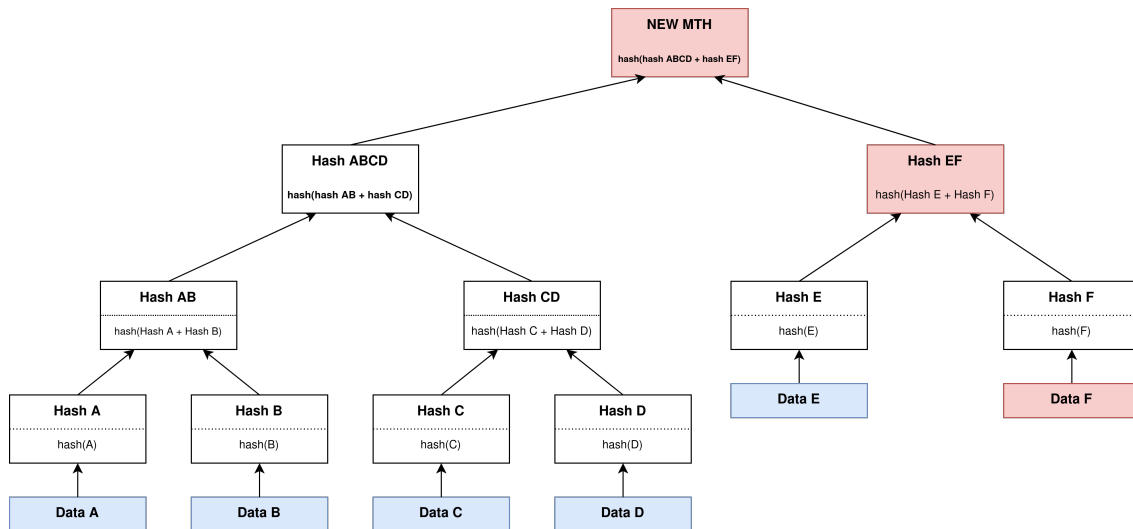 NEW MTH
hash(hash ABCD + hash EF)
Hash ABCD
hash(hash AB + hash CD)
Hash EF
hash(Hash E + Hash F)
Hash AB
hash(Hash A + Hash B)
Hash CD
hash(Hash C + Hash D)
Hash E
hash(E)
Hash F
hash(F)
Data E
Data F
Hash A
hash(A)
Hash B
hash(B)
Hash C
hash(C)
Hash D
hash(D)
Data A
Data B
Data C
Data D